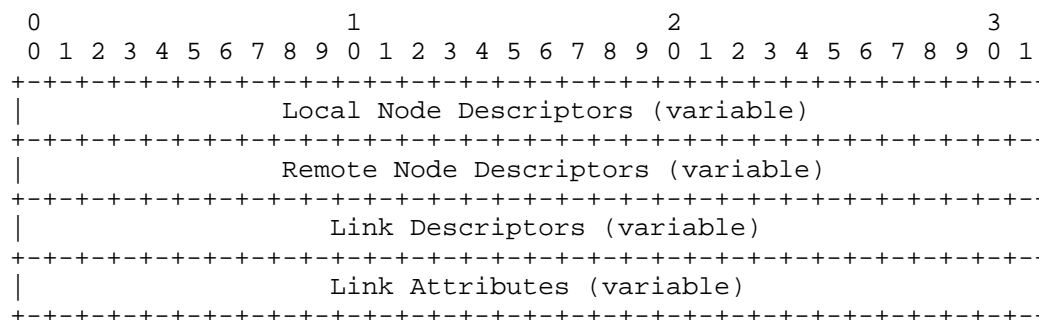 0                   1                   2                   3
 0 1 2 3 4 5 6 7 8 9 0 1 2 3 4 5 6 7 8 9 0 1 2 3 4 5 6 7 8 9 0 1
+-+-+-+-+-+-+-+-+-+-+-+-+-+-+-+-+-+-+-+-+-+-+-+-+-+-+-+-+-+-+-+-+-
|                Local Node Descriptors (variable)
+-+-+-+-+-+-+-+-+-+-+-+-+-+-+-+-+-+-+-+-+-+-+-+-+-+-+-+-+-+-+-+-+-
|                Remote Node Descriptors (variable)
+-+-+-+-+-+-+-+-+-+-+-+-+-+-+-+-+-+-+-+-+-+-+-+-+-+-+-+-+-+-+-+-+-
|                   Link Descriptors (variable)
+-+-+-+-+-+-+-+-+-+-+-+-+-+-+-+-+-+-+-+-+-+-+-+-+-+-+-+-+-+-+-+-+-
|                   Link Attributes (variable)
+-+-+-+-+-+-+-+-+-+-+-+-+-+-+-+-+-+-+-+-+-+-+-+-+-+-+-+-+-+-+-+-+-